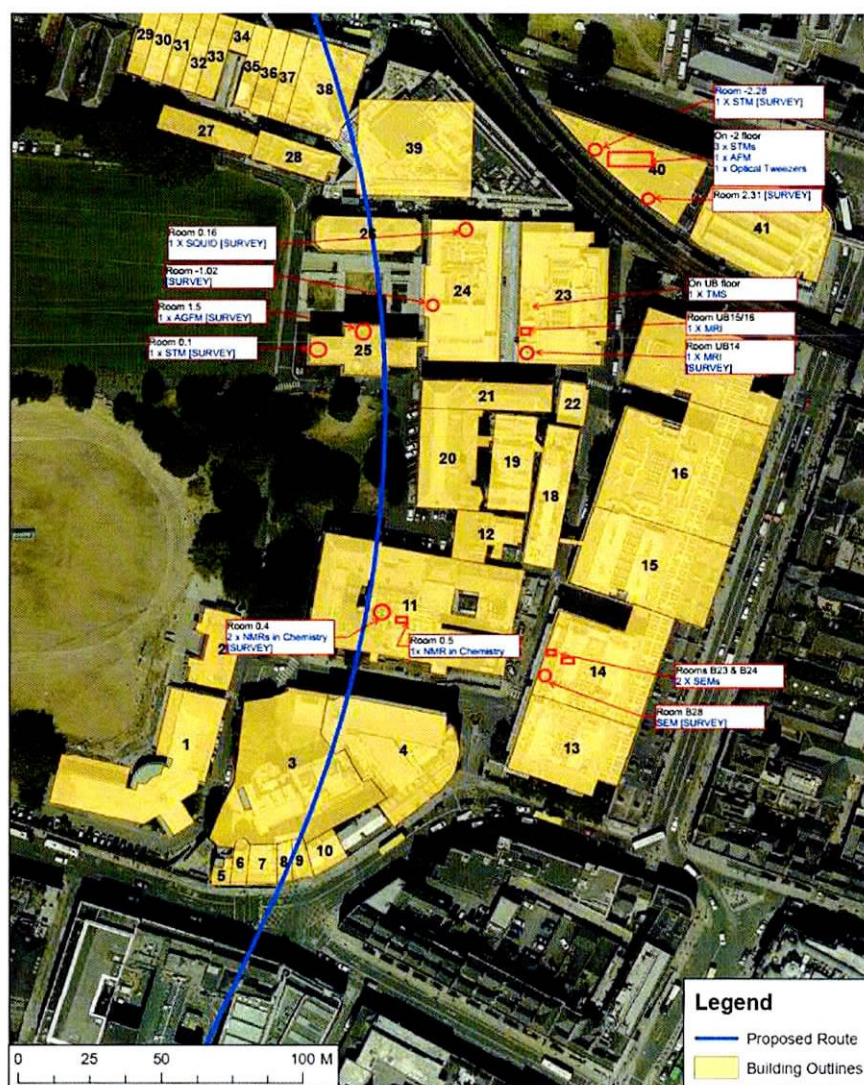 29
30
31
32
33
34
35
36
37
38
27
28
39
Room -2.28
1 X STM [SURVEY]
On -2 floor
3 x STMs
1 x AFM
1 x Optical Tweezers
40
Room 2.31 [SURVEY]
41
Room 0.16
1 X SQUID [SURVEY]
26
Room -1.02
[SURVEY]
24
23
On UB floor
1 X TMS
Room 1.5
1 x AGFM [SURVEY]
Room UB15/16
1 X MRI
Room 0.1
1 x STM [SURVEY]
25
Room UB14
1 X MRI
[SURVEY]
21
22
20
19
18
16
12
15
11
Room 0.4
2 x NMRs in Chemistry
[SURVEY]
Room 0.5
1x NMR in Chemistry
2
14
Rooms B23 & B24
2 X SEMs
Room B28
SEM [SURVEY]
1
3
4
13
5
6
7
8
9
10
Legend
Proposed Route
Building Outlines
0 25 50 100 M